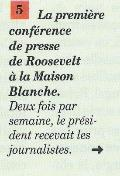 5 La première
conférence
de presse
de Roosevelt
à la Maison
Blanche.
Deux fois par
semaine, le prési-
dent recevait les
journalistes. →